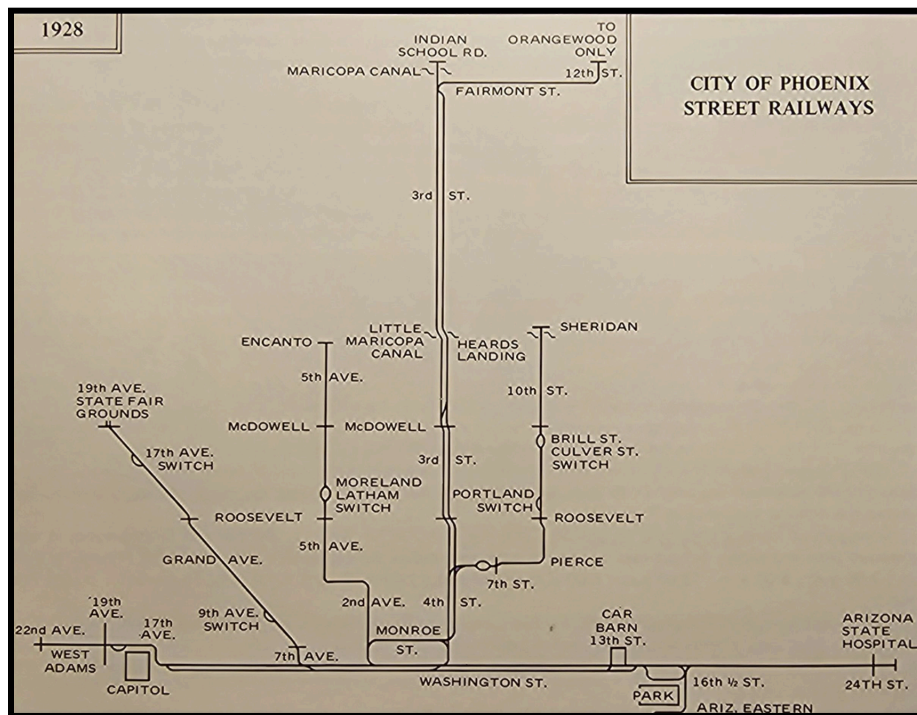 1928
CITY OF PHOENIX
STREET RAILWAYS
INDIAN
SCHOOL RD.
TO
ORANGEWOOD
ONLY
MARICOPA CANAL
12th ST.
FAIRMONT ST.
3rd ST.
LITTLE
MARICOPA
CANAL
HEARDS
LANDING
SHERIDAN
ENCANTO
5th AVE.
10th ST.
19th AVE.
STATE FAIR
GROUNDS
McDOWELL
McDOWELL
17th AVE.
SWITCH
3rd ST.
BRILL ST.
CULVER ST.
SWITCH
MORELAND
LATHAM
SWITCH
PORTLAND
SWITCH
ROOSEVELT
ROOSEVELT
GRAND AVE.
5th AVE.
PIERCE
7th ST.
9th AVE.
SWITCH
2nd AVE.
4th ST.
19th
AVE.
17th
AVE.
22nd AVE.
WEST
ADAMS
CAPITOL
7th AVE.
MONROE
ST.
WASHINGTON ST.
CAR
BARN
13th ST.
ARIZONA
STATE
HOSPITAL
PARK
16th ½ ST.
24TH ST.
ARIZ. EASTERN